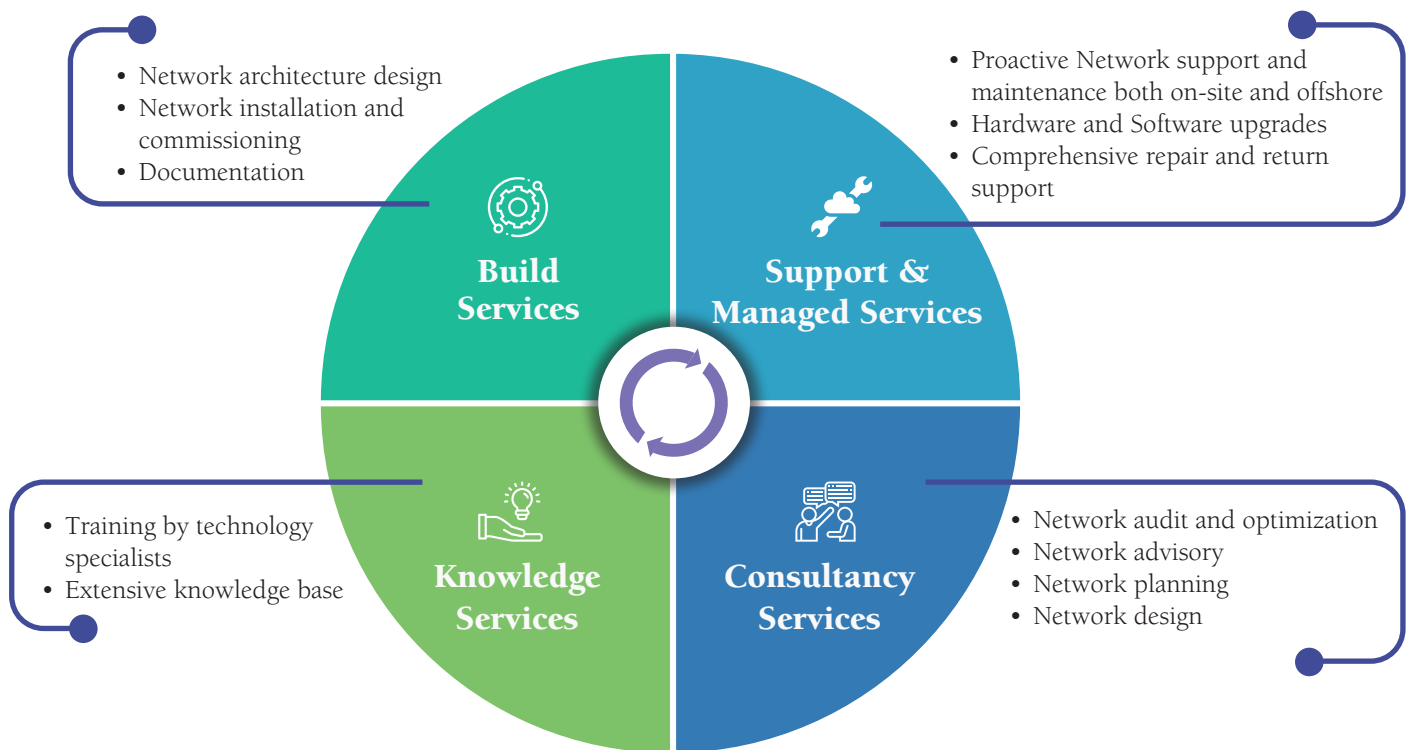 • Network architecture design
• Network installation and
commissioning
• Documentation
Build
Services
• Proactive Network support and
maintenance both on-site and offshore
• Hardware and Software upgrades
• Comprehensive repair and return
support
Support &
Managed Services
• Training by technology
specialists
• Extensive knowledge base
Knowledge
Services
Consultancy
Services
• Network audit and optimization
• Network advisory
• Network planning
• Network design